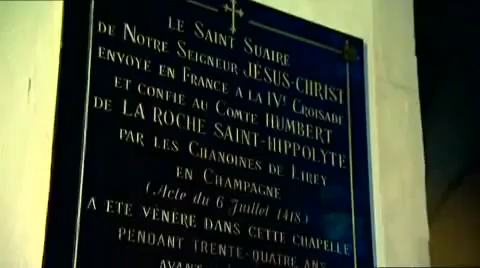 LE SAINT SUAIRE
DE NOTRE SEIGNEUR JESUS-CHRIST
ENVOYE EN FRANCE A LA IVE CROISADE
ET CONFIE AU COMTE HUMBERT
DE LA ROCHE SAINT-HIPPOLYTE
PAR LES CHANOINES DE LIREY
EN CHAMPAGNE
(Acte du 6 Juillet 1418)
A ETE VENERE DANS CETTE CHAPELLE
PENDANT TRENTE-QUATRE ANS
AVANT